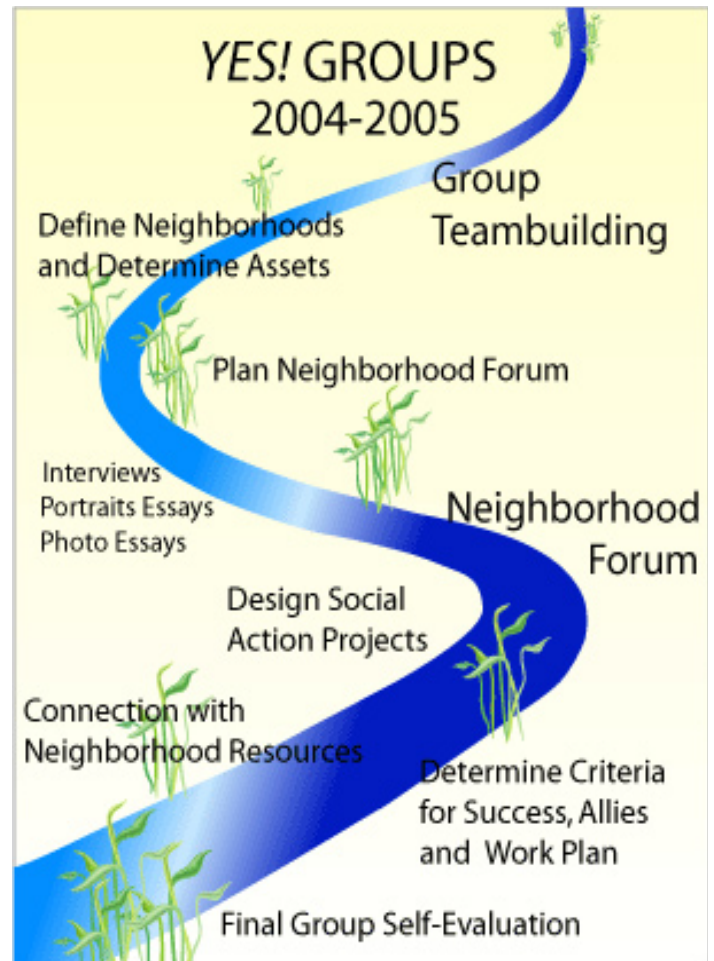 YES! GROUPS
2004-2005
Group
Teambuilding
Define Neighborhoods
and Determine Assets
Plan Neighborhood Forum
Interviews
Portraits Essays
Photo Essays
Neighborhood
Forum
Design Social
Action Projects
Connection with
Neighborhood Resources
Determine Criteria
for Success, Allies
and Work Plan
Final Group Self-Evaluation